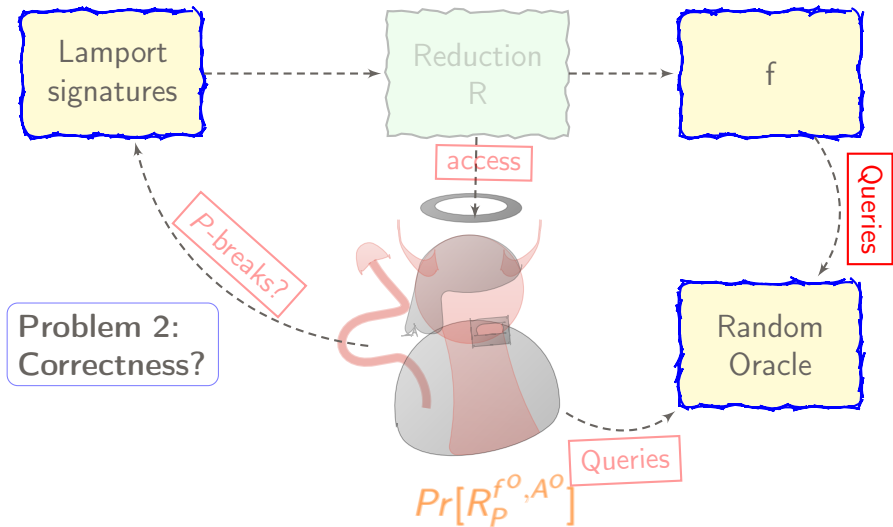 Lamport
signatures
Reduction
R
f
access
Queries
P-breaks?
Problem 2:
Correctness?
Random
Oracle
Queries
Pr[R_P^{f^O,A^O}]